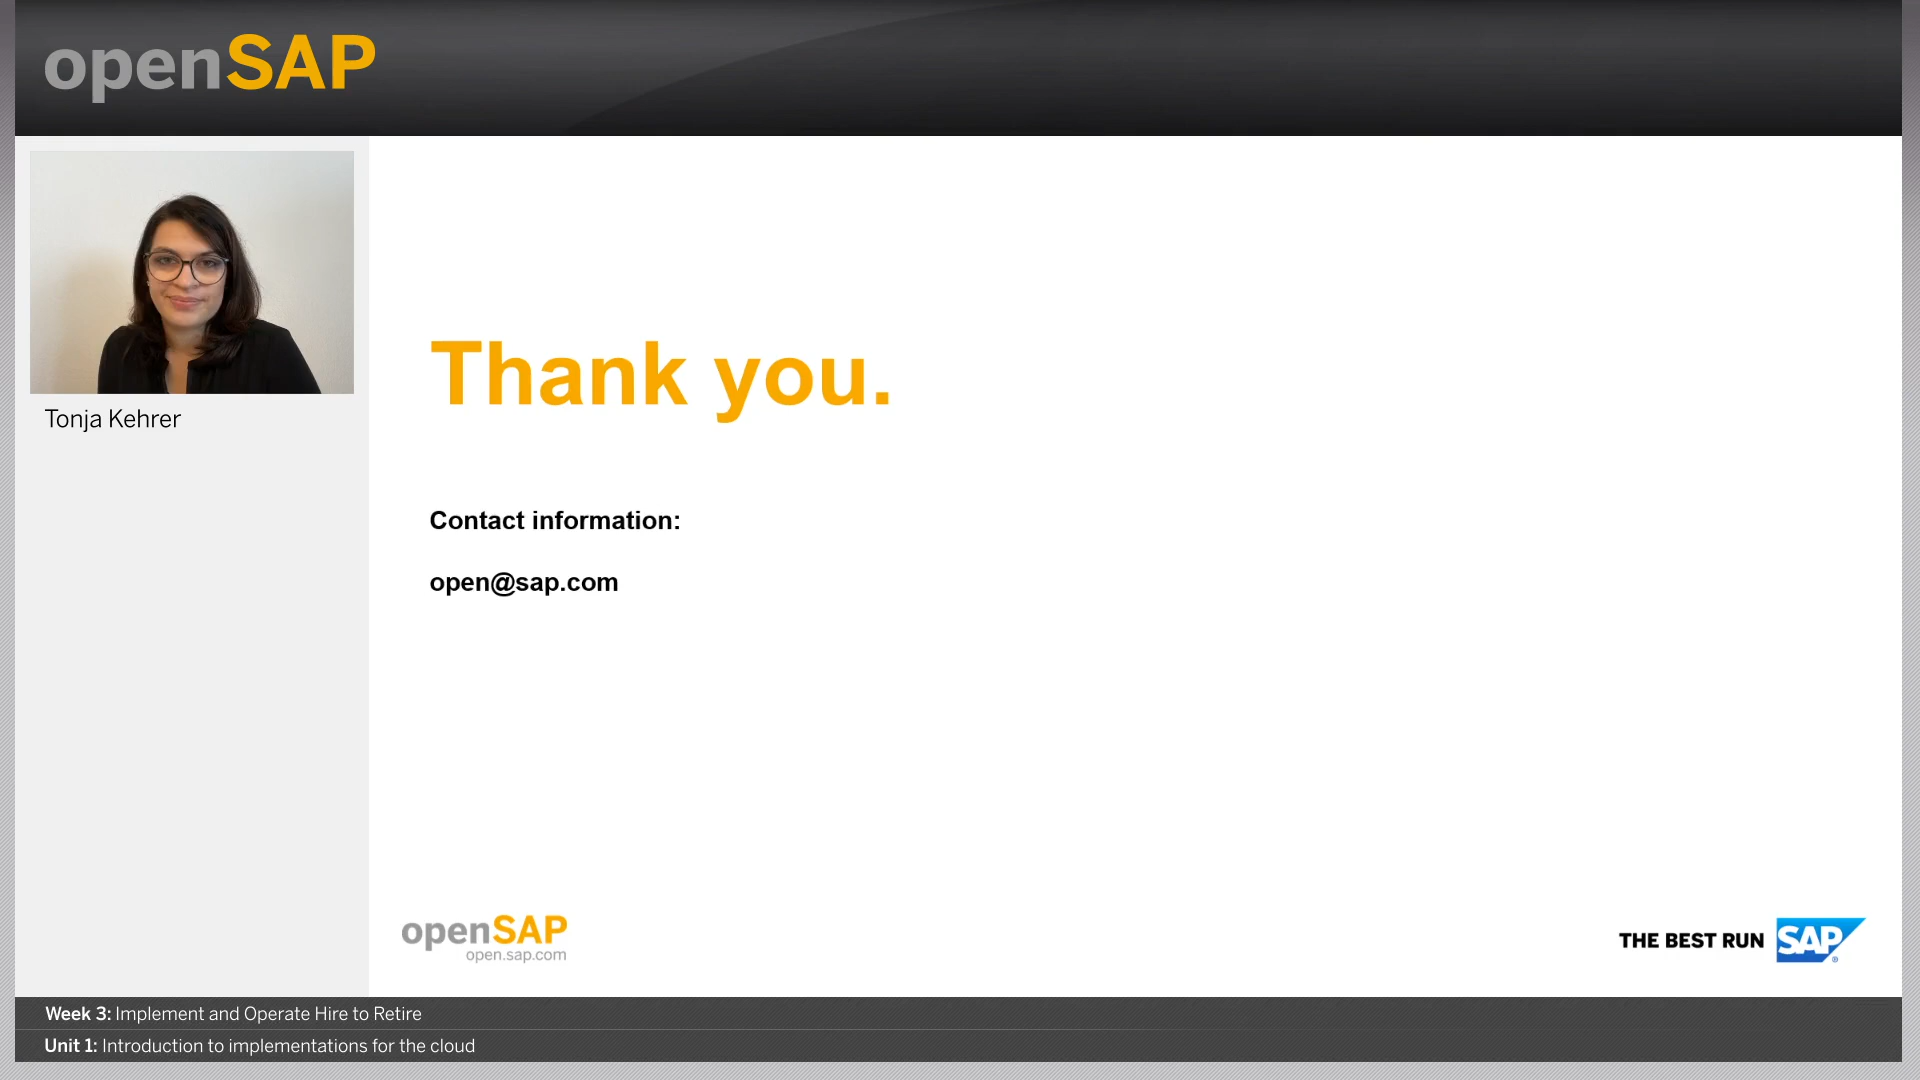 openSAP
Tonja Kehrer
Thank you.
Contact information:
open@sap.com
openSAP
open.sap.com
THE BEST RUN SAP®
Week 3: Implement and Operate Hire to Retire
Unit 1: Introduction to implementations for the cloud